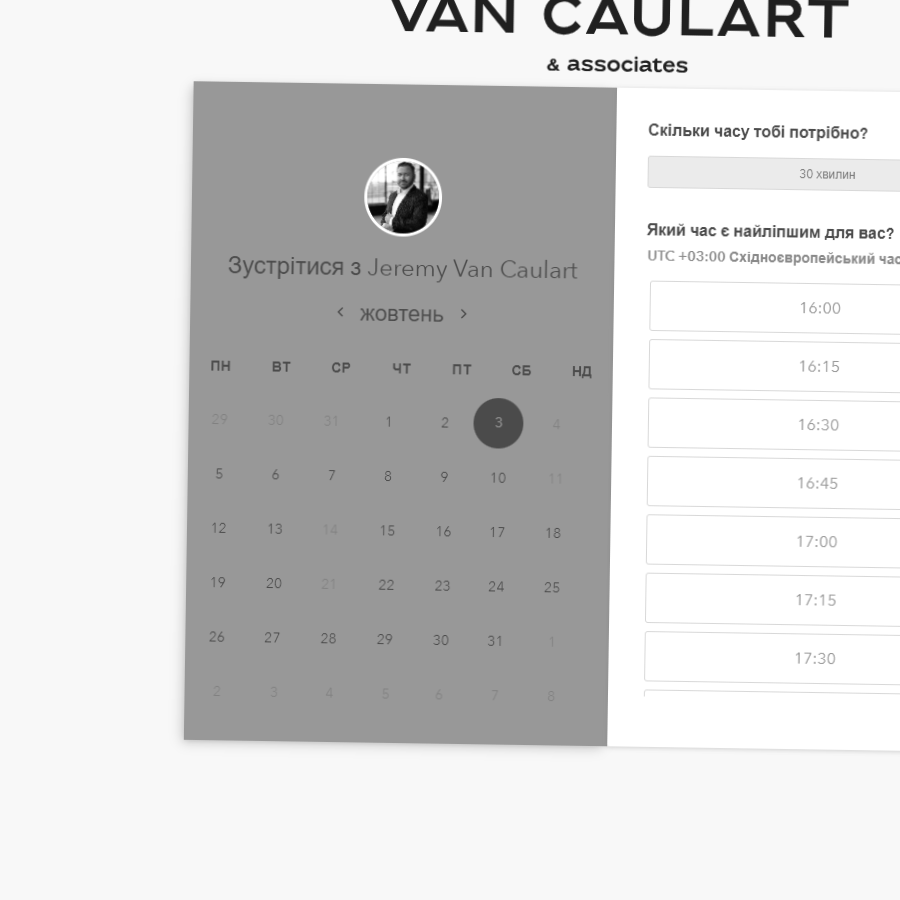 VAN CAULART
& associates
Зустрітися з Jeremy Van Caulart
жовтень
ПН ВТ СР ЧТ ПТ СБ НД
29 30 31 1 2 3 4
5 6 7 8 9 10 11
12 13 14 15 16 17 18
19 20 21 22 23 24 25
26 27 28 29 30 31 1
2 3 4 5 6 7 8
Скільки часу тобі потрібно?
30 хвилин
Який час є найліпшим для вас?
UTC +03:00 Східноєвропейський час
16:00
16:15
16:30
16:45
17:00
17:15
17:30